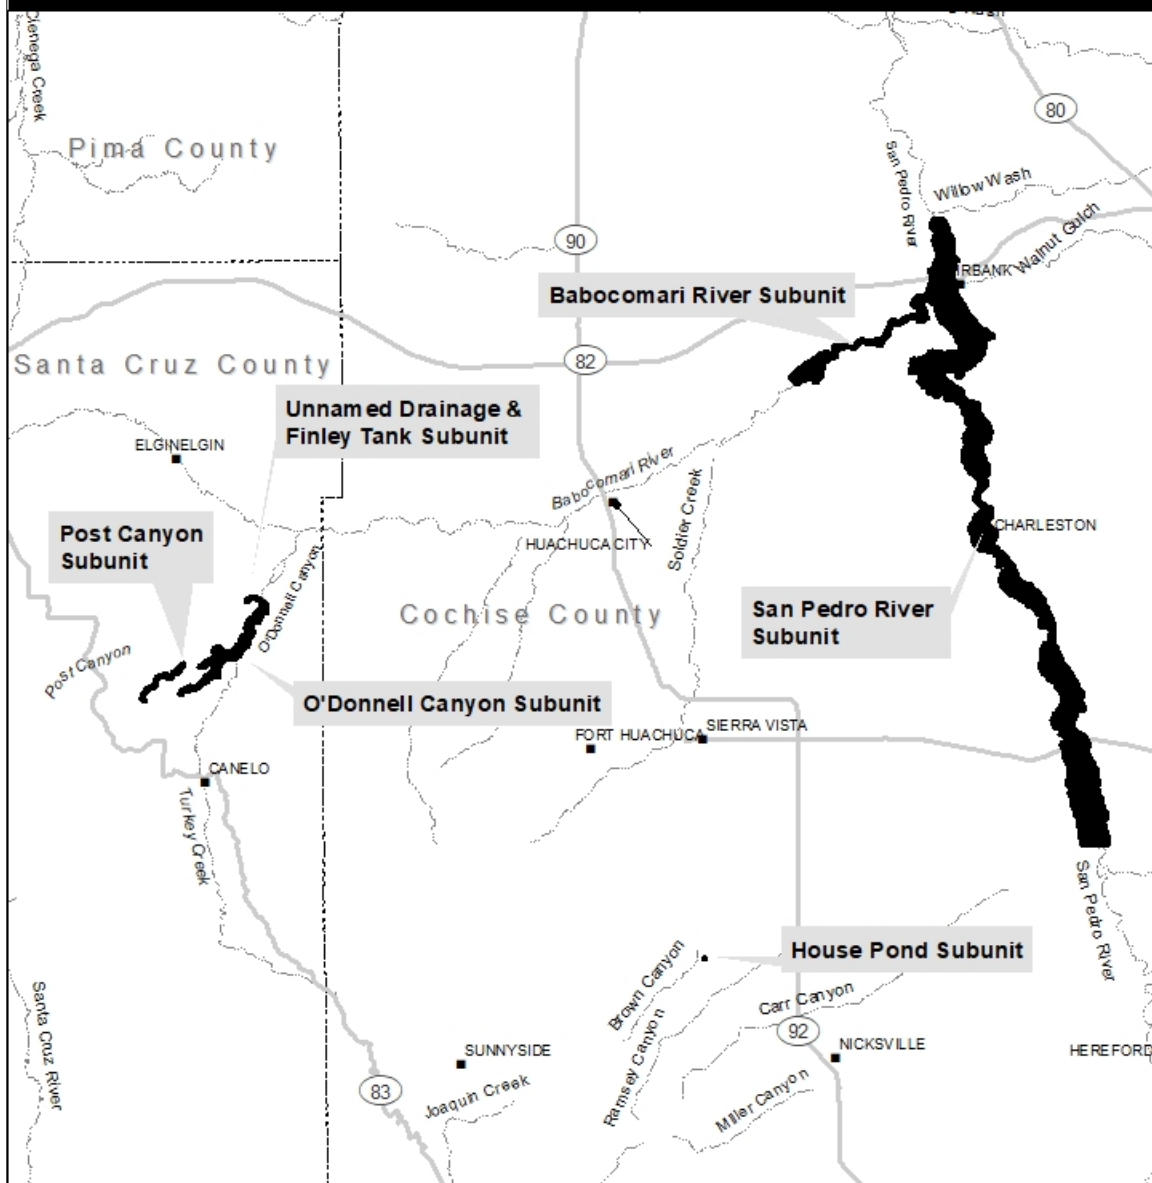 Cienega Creek
Pima County
80
San Pedro River
Willow Wash
90
Walnut Gulch
IRBANK
Babocomari River Subunit
82
Santa Cruz County
Unnamed Drainage &
Finley Tank Subunit
ELGINELGIN
Babocomari River
Soldier Creek
Post Canyon
Subunit
HUACHUCA CITY
CHARLESTON
O'Donnell Canyon
Cochise County
San Pedro River
Subunit
Post Canyon
O'Donnell Canyon Subunit
FORT HUACHUCA
SIERRA VISTA
CANELO
Turkey Creek
San Pedro River
House Pond Subunit
Brown Canyon
Carr Canyon
Santa Cruz River
92
NICKSVILLE
HEREFORD
SUNNYSIDE
Ramsey Canyon
83
Joaquin Creek
Miller Canyon